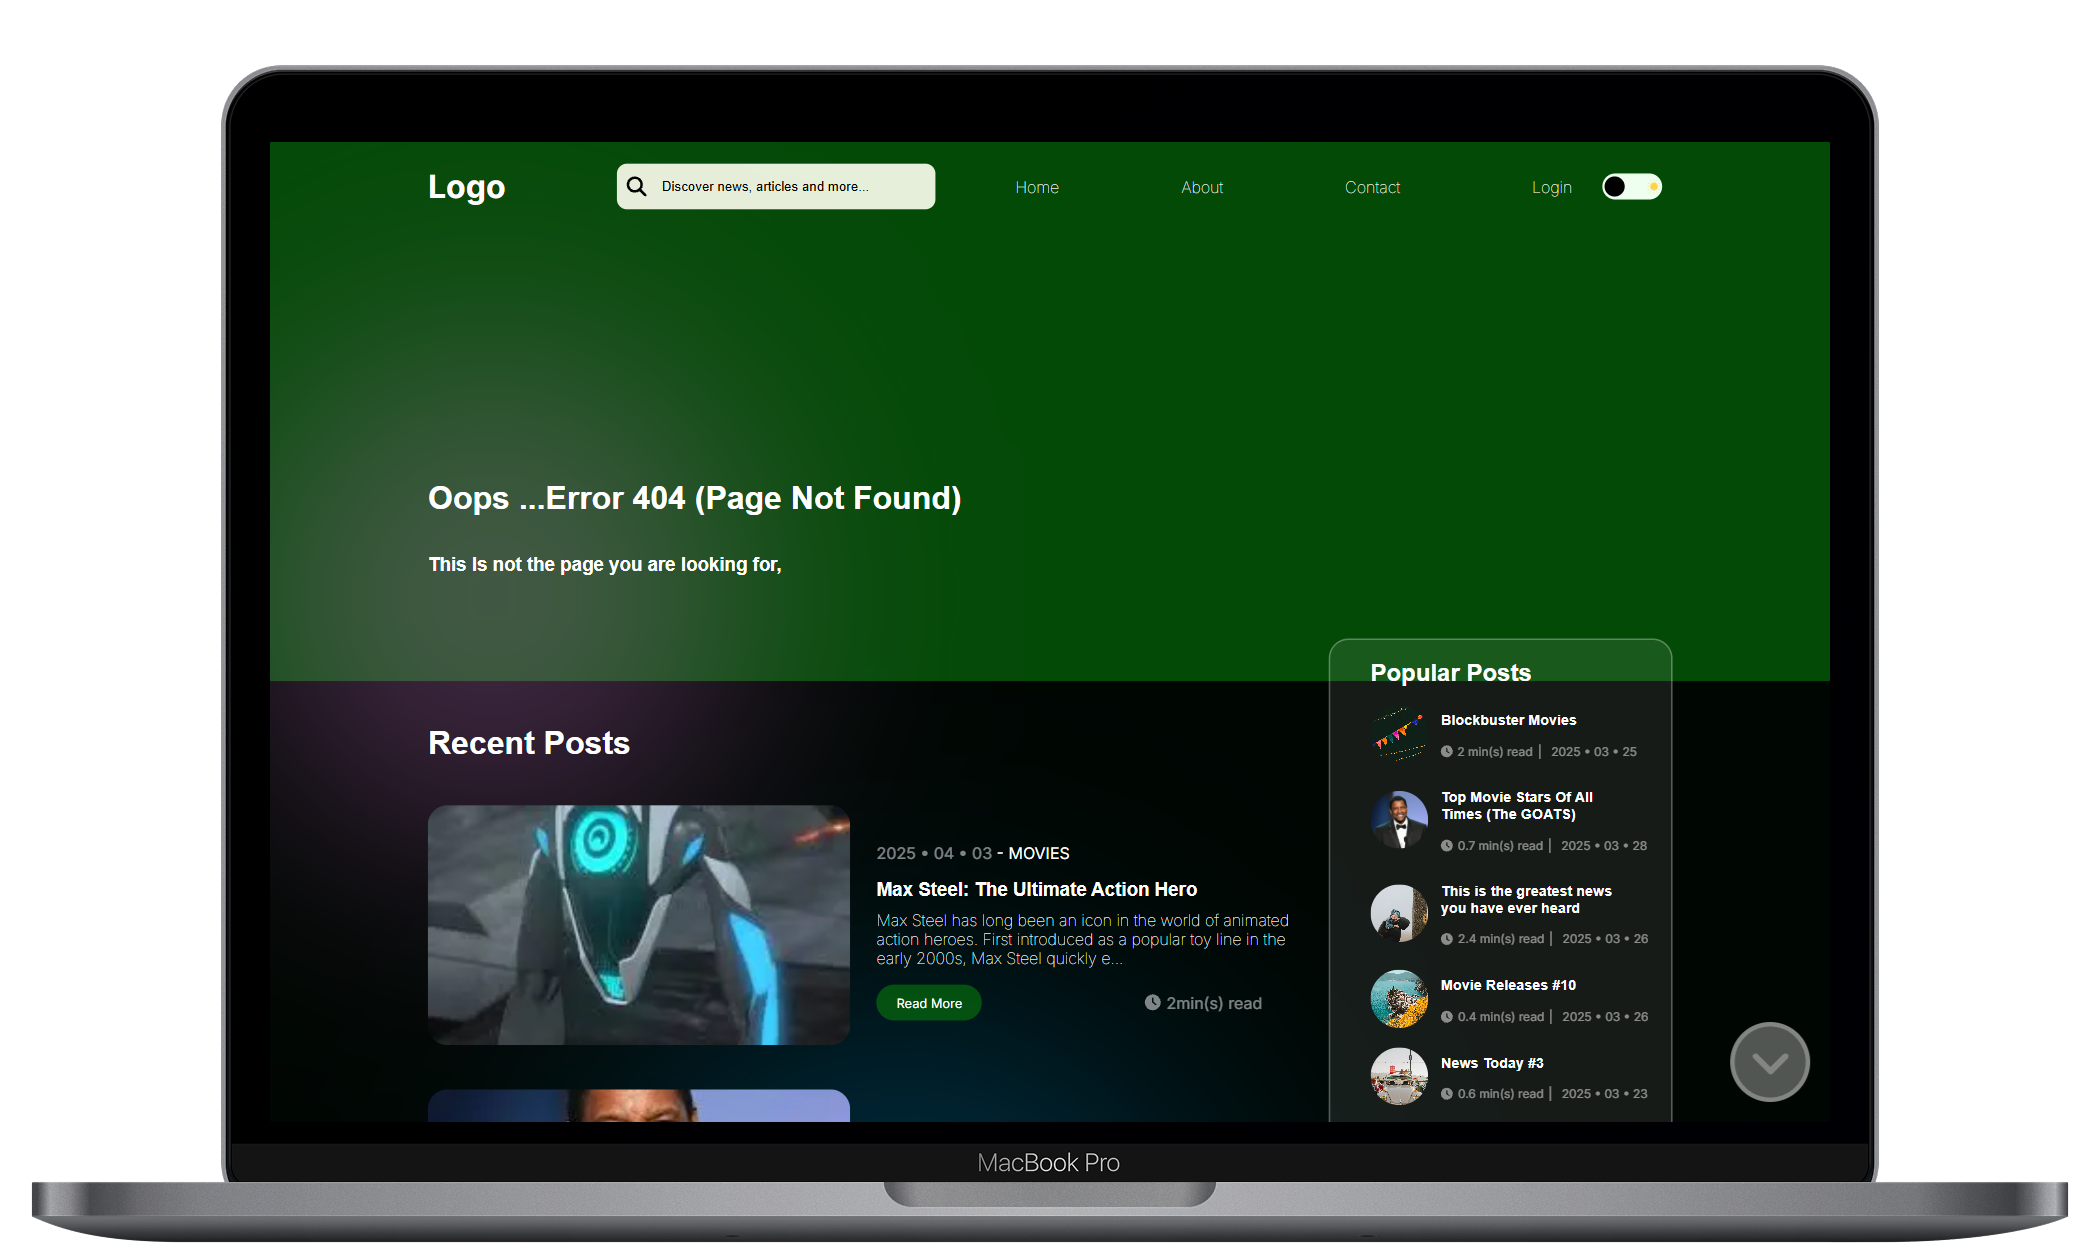 Logo
Discover news, articles and more...
Home
About
Contact
Login
Oops ...Error 404 (Page Not Found)
This Is not the page you are looking for,
Recent Posts
2025 • 04 • 03 - MOVIES
Max Steel: The Ultimate Action Hero
Max Steel has long been an icon in the world of animated
action heroes. First introduced as a popular toy line in the
early 2000s, Max Steel quickly e...
Read More
2min(s) read
Popular Posts
Blockbuster Movies
2 min(s) read | 2025 • 03 • 25
Top Movie Stars Of All
Times (The GOATS)
0.7 min(s) read | 2025 • 03 • 28
This is the greatest news
you have ever heard
2.4 min(s) read | 2025 • 03 • 26
Movie Releases #10
0.4 min(s) read | 2025 • 03 • 26
News Today #3
0.6 min(s) read | 2025 • 03 • 23
MacBook Pro